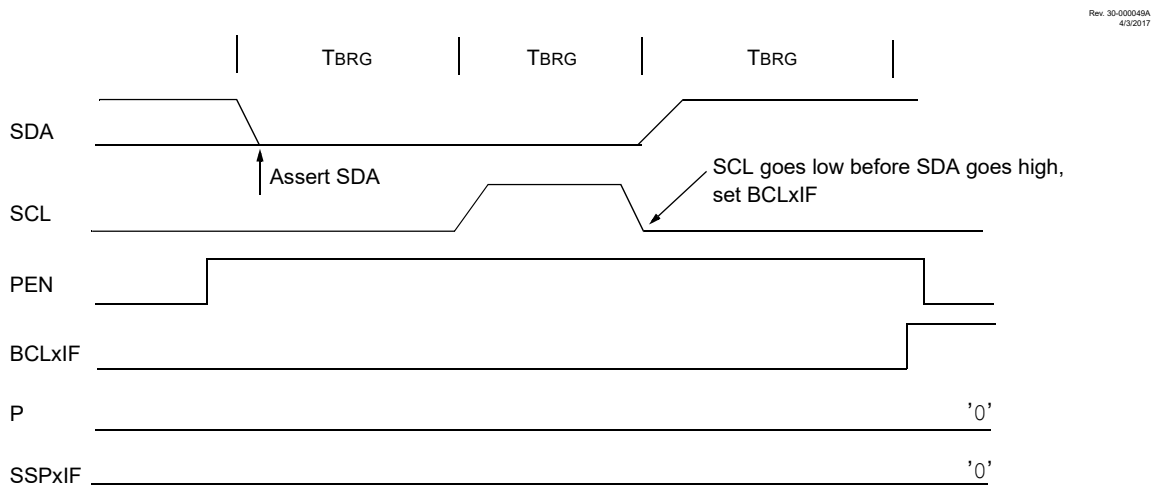 Rev. 30-000049A
4/3/2017
TBRG TBRG TBRG
SDA
Assert SDA
SCL goes low before SDA goes high,
set BCLxIF
SCL
PEN
BCLxIF
P '0'
SSPxIF '0'